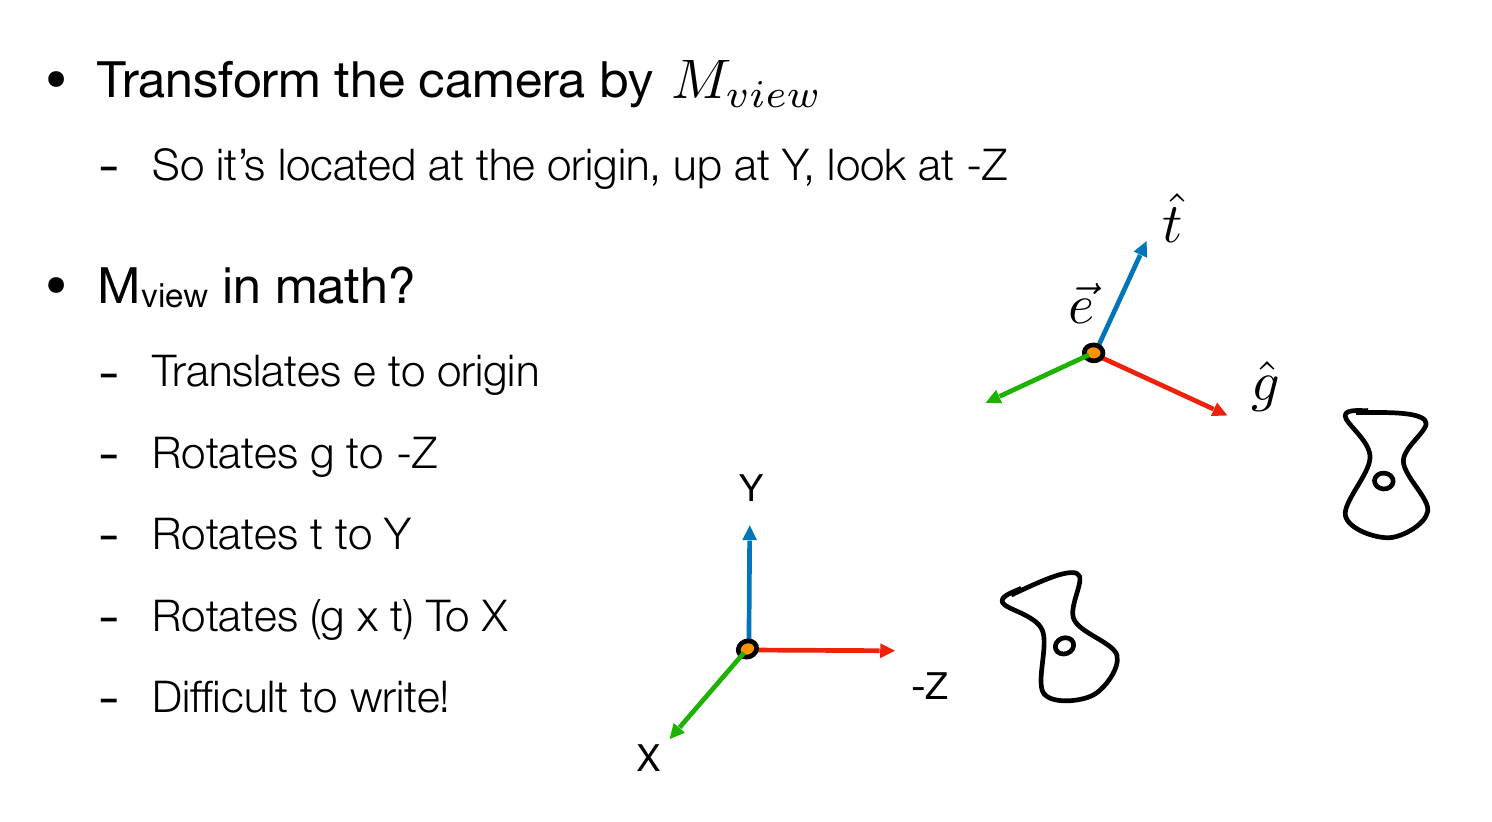 • Transform the camera by $M_{view}$
- So it’s located at the origin, up at Y, look at -Z
• M_view in math?
- Translates e to origin
- Rotates g to -Z
- Rotates t to Y
- Rotates (g x t) To X
- Difficult to write!
$\hat{t}$
$\vec{e}$
$\hat{g}$
Y
-Z
X